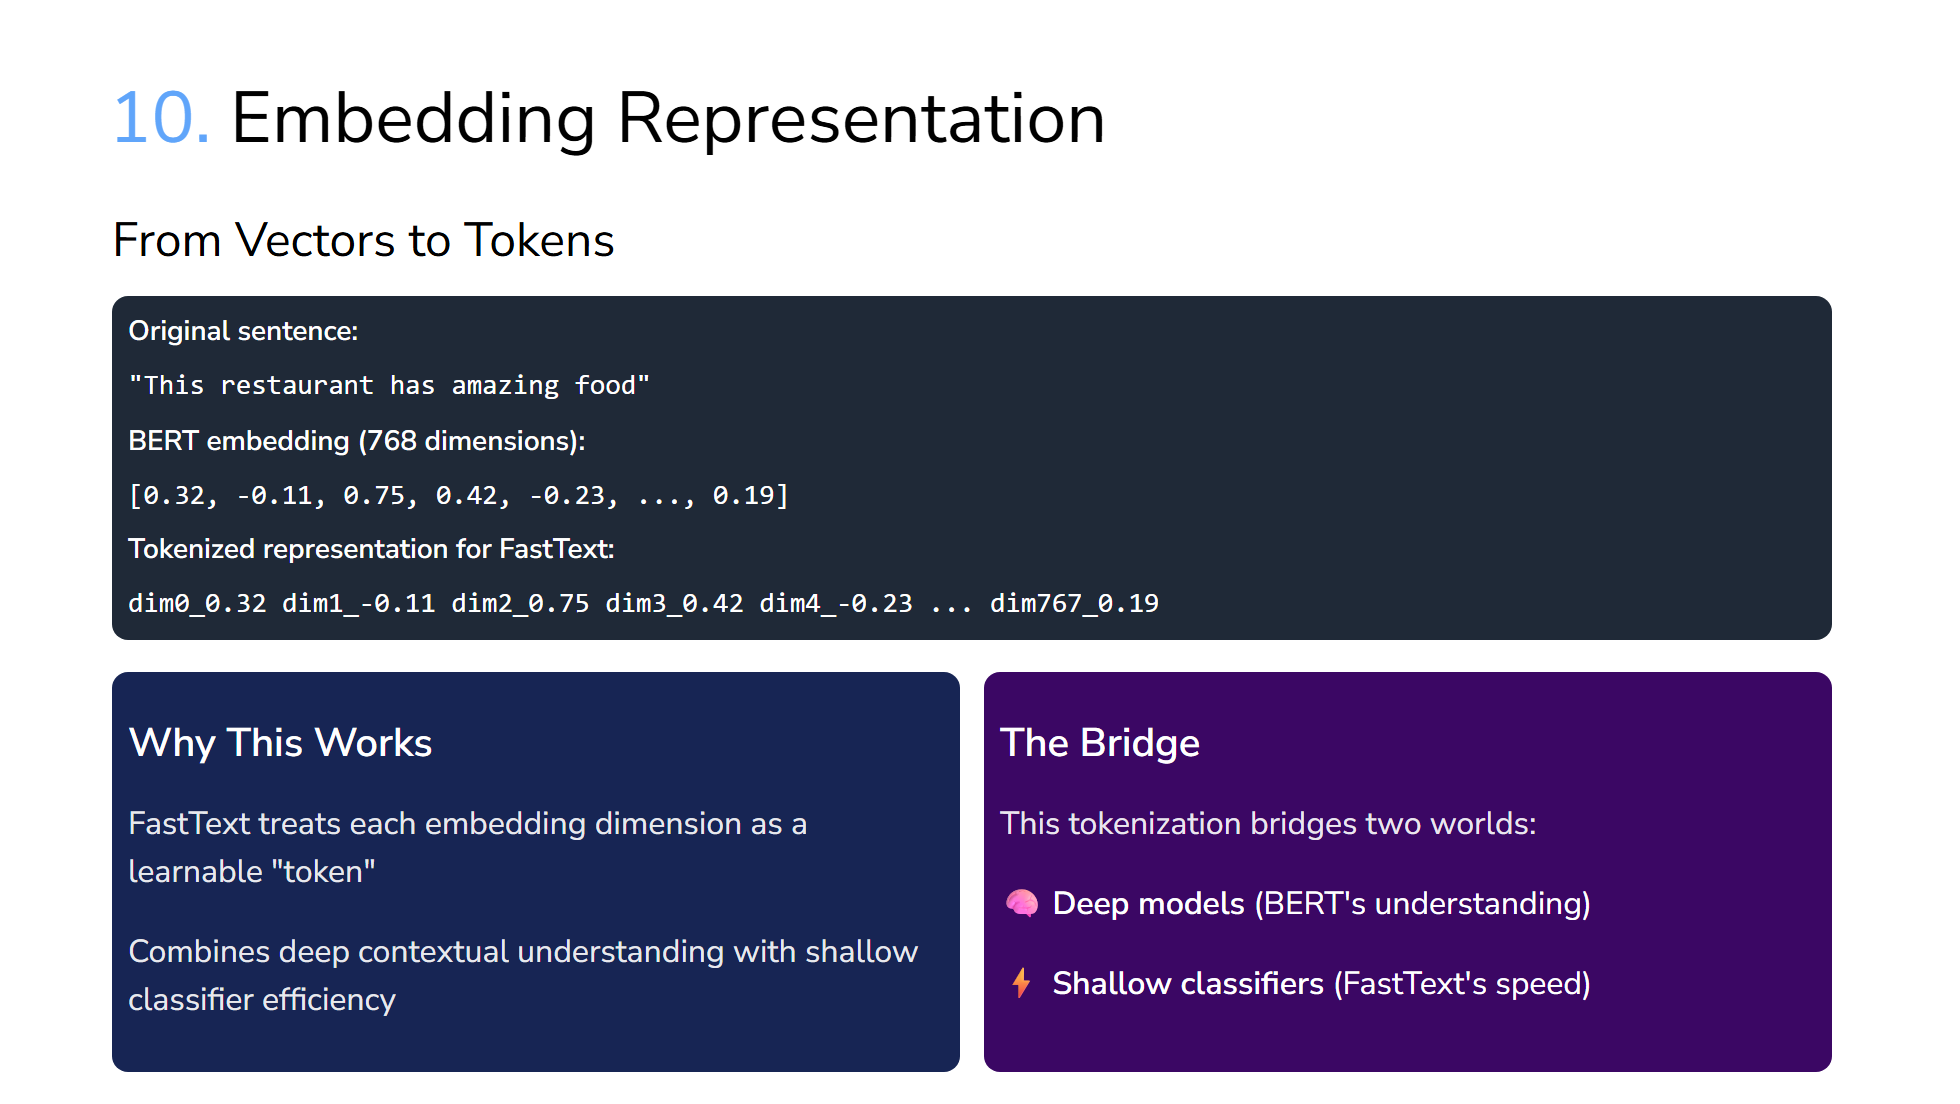 10. Embedding Representation
From Vectors to Tokens
Original sentence:
"This restaurant has amazing food"
BERT embedding (768 dimensions):
[0.32, -0.11, 0.75, 0.42, -0.23, ..., 0.19]
Tokenized representation for FastText:
dim0_0.32 dim1_-0.11 dim2_0.75 dim3_0.42 dim4_-0.23 ... dim767_0.19
Why This Works
FastText treats each embedding dimension as a
learnable "token"
Combines deep contextual understanding with shallow
classifier efficiency
The Bridge
This tokenization bridges two worlds:
🧠 Deep models (BERT's understanding)
⚡ Shallow classifiers (FastText's speed)